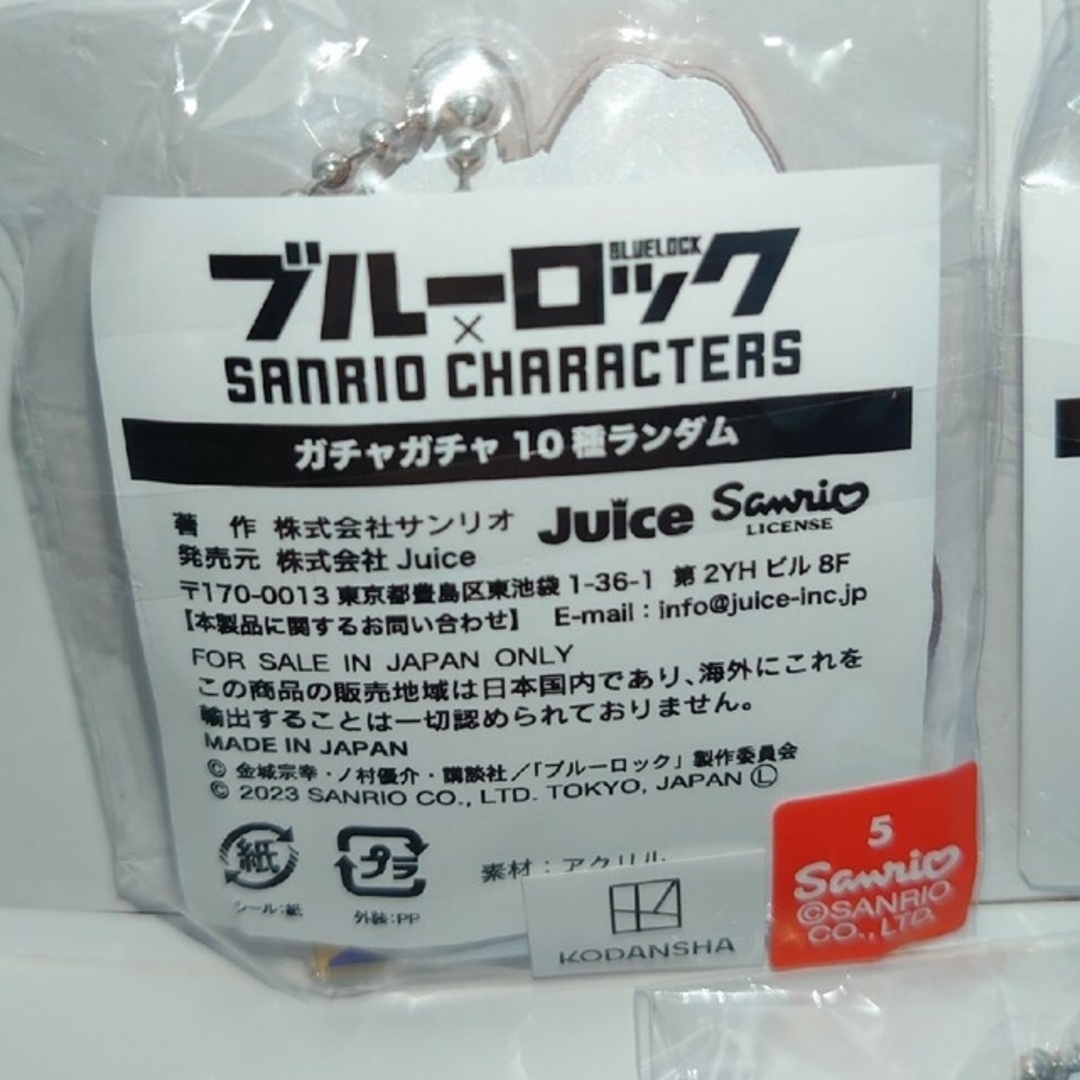 ブルーロック
BLUELOCK
×
SANRIO CHARACTERS
ガチャガチャ 10 種ランダム
著 作 株式会社サンリオ
Juice Sanrio
LICENSE
発売元 株式会社 Juice
〒170-0013 東京都豊島区東池袋 1-36-1 第 2YH ビル 8F
【本製品に関するお問い合わせ】 E-mail : info@juice-inc.jp
FOR SALE IN JAPAN ONLY
この商品の販売地域は日本国内であり、海外にこれを
輸出することは一切認められておりません。
MADE IN JAPAN
© 金城宗幸・ノ村優介・講談社/「ブルーロック」製作委員会
© 2023 SANRIO CO., LTD. TOKYO, JAPAN Ⓛ
紙
シール:紙
プラ
外装:PP
素材:アクリル
KODANSHA
5
Sanrio
©SANRIO
CO., LTD.